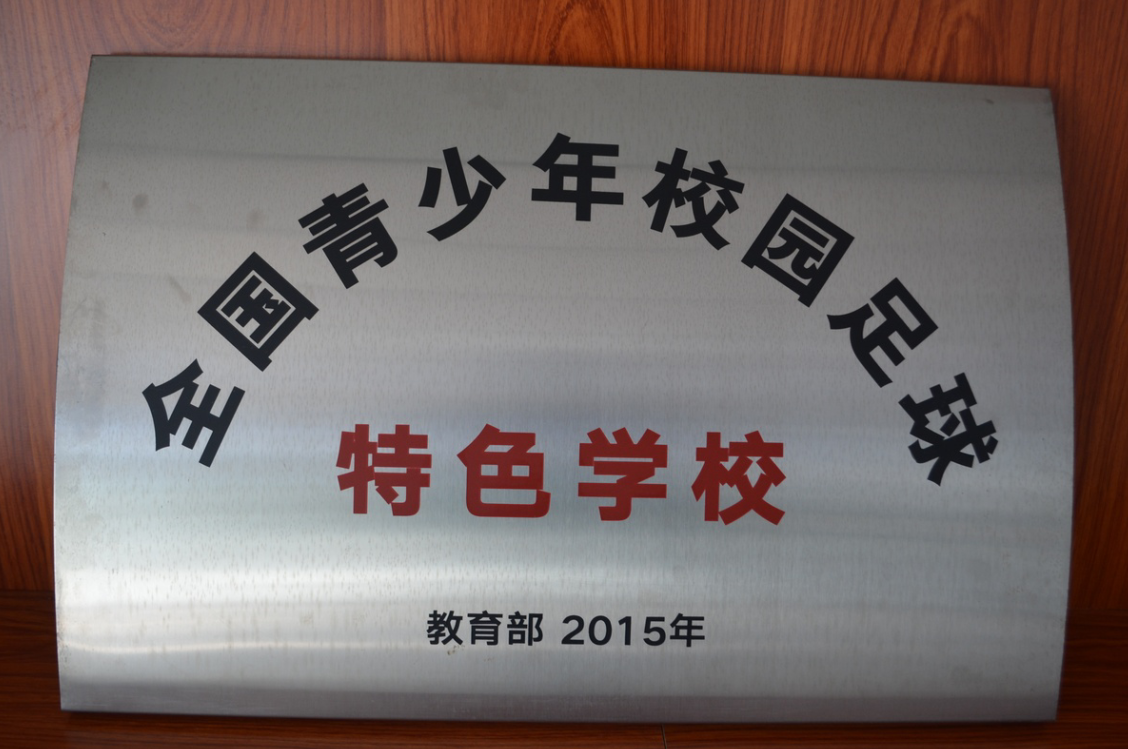 全国青少年校园足球
特色学校
教育部 2015年